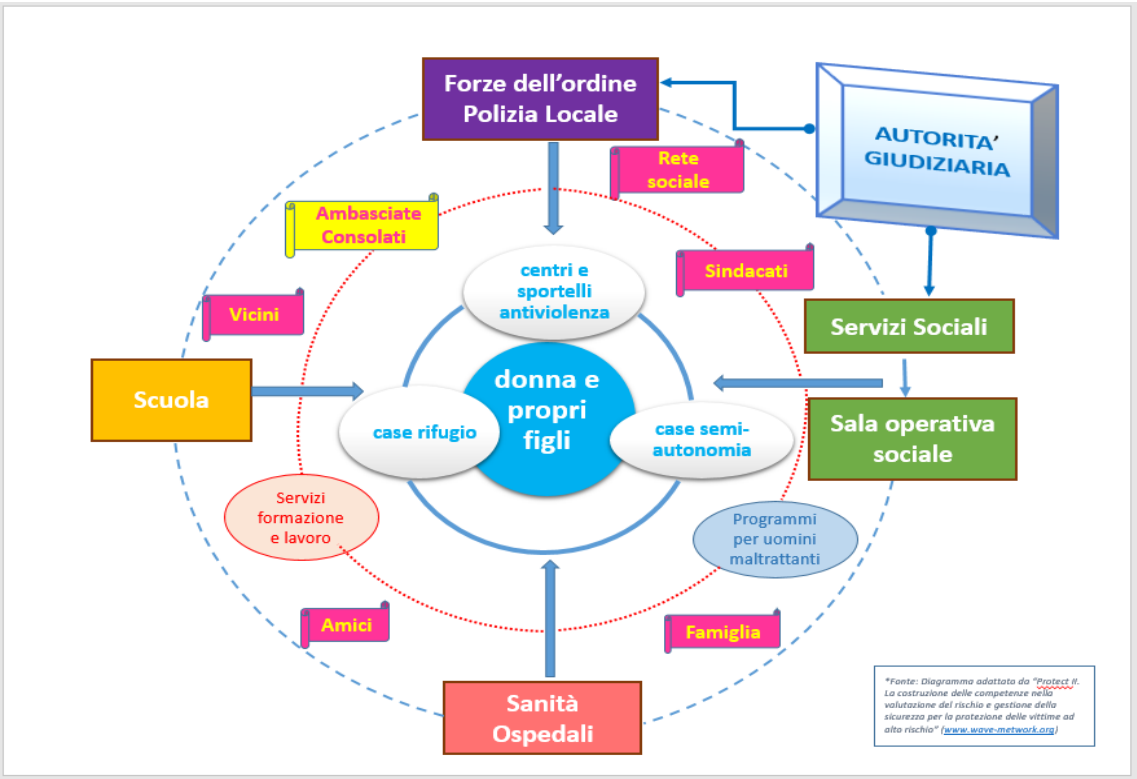 Forze dell'ordine
Polizia Locale
AUTORITA'
GIUDIZIARIA
Rete
sociale
Ambasciate
Consolati
Sindacati
centri e
sportelli
antiviolenza
Vicini
Servizi Sociali
Scuola
donna e
propri
figli
case rifugio
case semi-
autonomia
Sala operativa
sociale
Servizi
formazione
e lavoro
Programmi
per uomini
maltrattanti
Amici
Famiglia
Sanità
Ospedali
*Fonte: Diagramma adattato da "Protect II.
La costruzione delle competenze nella
valutazione del rischio e gestione della
sicurezza per la protezione delle vittime ad
alto rischio" (www.wave-metwork.org)